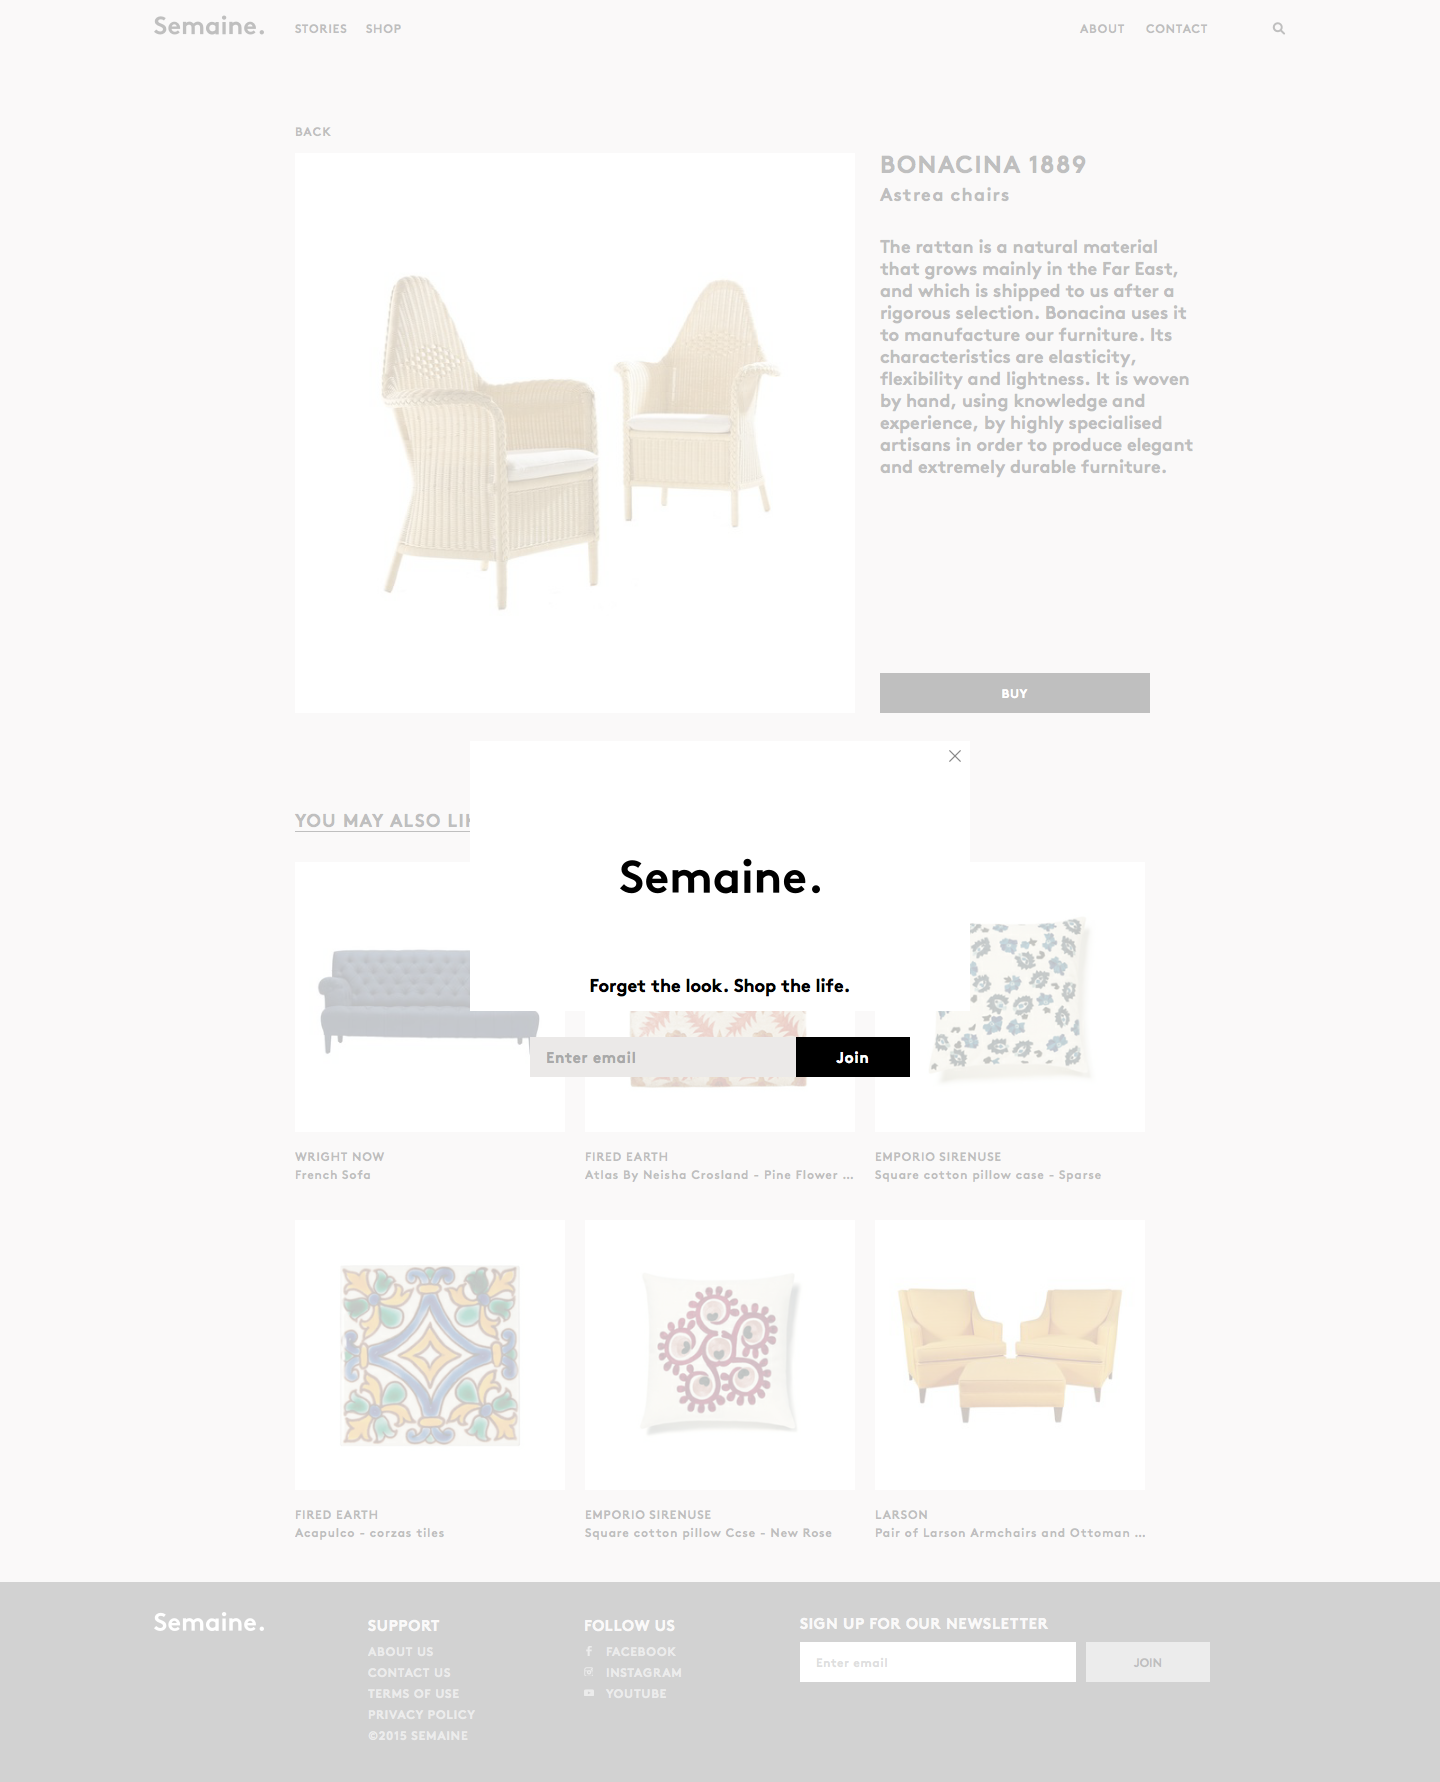 Semaine.
STORIES
SHOP
ABOUT
CONTACT
BACK
BONACINA 1889
Astrea chairs
The rattan is a natural material
that grows mainly in the Far East,
and which is shipped to us after a
rigorous selection. Bonacina uses it
to manufacture our furniture. Its
characteristics are elasticity,
flexibility and lightness. It is woven
by hand, using knowledge and
experience, by highly specialised
artisans in order to produce elegant
and extremely durable furniture.
BUY
YOU MAY ALSO
Semaine.
Forget the look. Shop the life.
Enter email
Join
WRIGHT NOW
French Sofa
FIRED EARTH
Atlas By Neisha Crosland - Pine Flower ...
EMPORIO SIRENUSE
Square cotton pillow case - Sparse
FIRED EARTH
Acapulco - corzas tiles
EMPORIO SIRENUSE
Square cotton pillow Ccse - New Rose
LARSON
Pair of Larson Armchairs and Ottoman ...
Semaine.
SUPPORT
ABOUT US
CONTACT US
TERMS OF USE
PRIVACY POLICY
©2015 SEMAINE
FOLLOW US
FACEBOOK
INSTAGRAM
YOUTUBE
SIGN UP FOR OUR NEWSLETTER
Enter email
JOIN